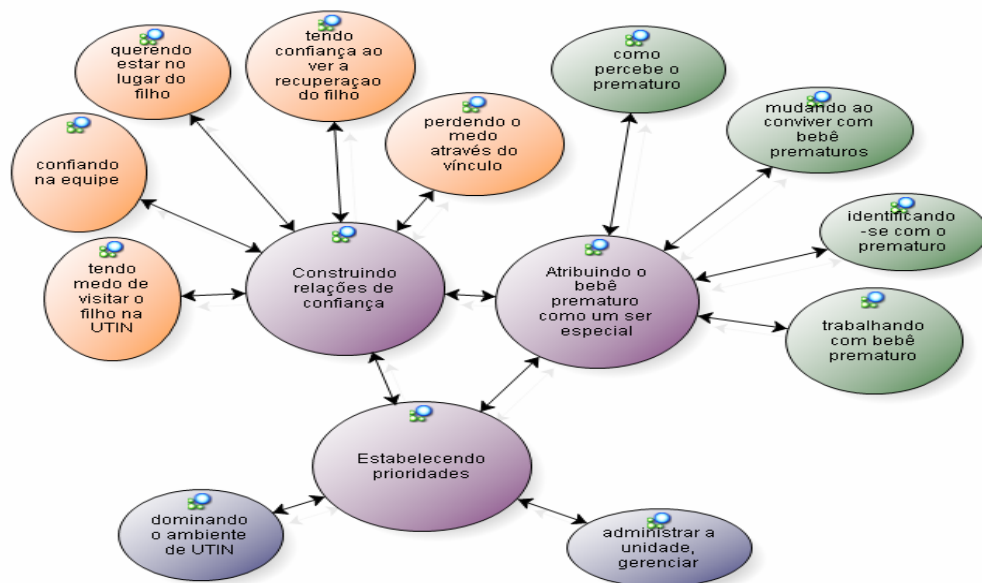 querendo
estar no
lugar do
filho
tendo
confiança ao
ver a
recuperaçao
do filho
perdendo o
medo
através do
vínculo
confiando
na equipe
tendo
medo de
visitar o
filho na
UTIN
como
percebe o
prematuro
mudando ao
conviver com
bebê
prematuros
identificando
-se com o
prematuro
trabalhando
com bebê
prematuro
Construindo
relações de
confiança
Atribuindo o
bebê
prematuro
como um ser
especial
Estabelecendo
prioridades
dominando
o ambiente
de UTIN
administrar a
unidade,
gerenciar